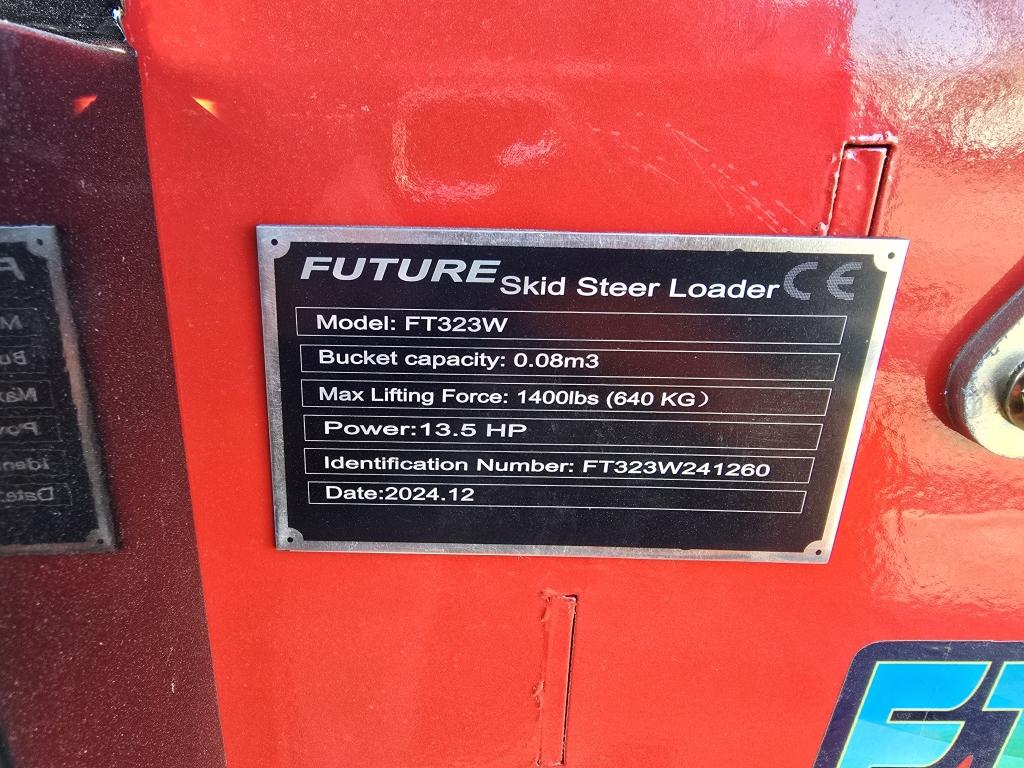 FUTURE Skid Steer Loader CE
Model: FT323W
Bucket capacity: 0.08m3
Max Lifting Force: 1400lbs (640 KG）
Power:13.5 HP
Identification Number: FT323W241260
Date:2024.12